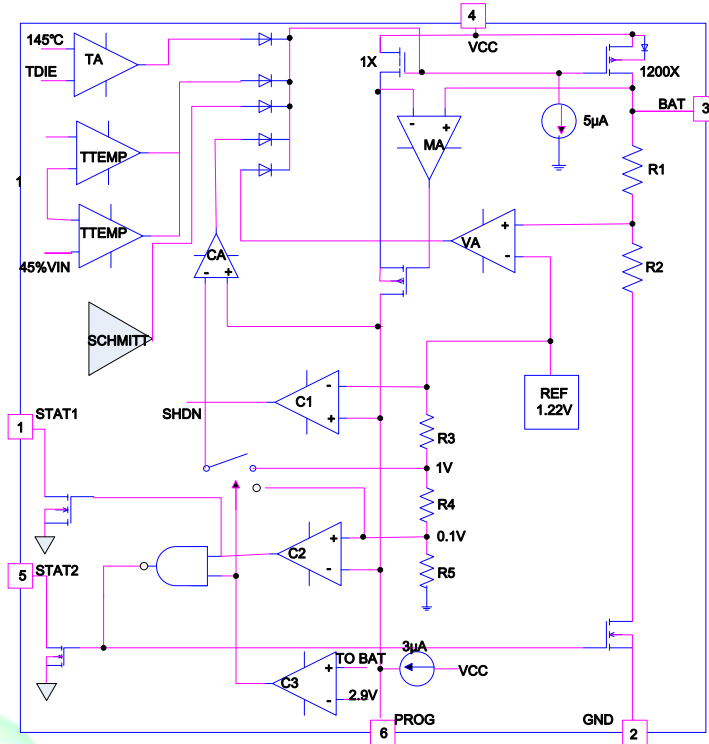 4
145℃
TA
TDIE
VCC
1X
1200X
BAT
3
5µA
- +
MA
TTEMP
1
TTEMP
R1
45%VIN
CA
- +
VA
+
-
R2
SCHMITT
REF
1.22V
SHDN
C1
-
+
R3
1
STAT1
1V
R4
0.1V
C2
+
-
R5
5
STAT2
3µA
TO BAT
VCC
C3
+
-
2.9V
PROG
6
GND
2